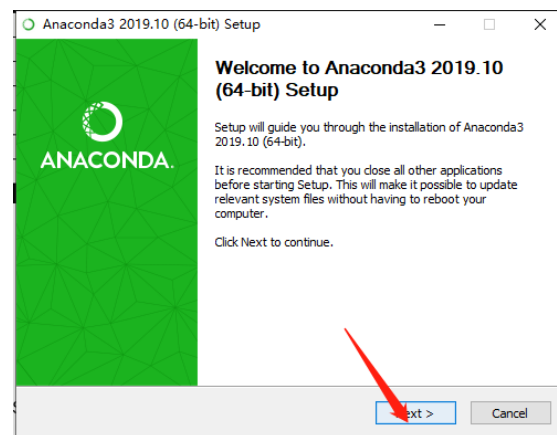 Anaconda3 2019.10 (64-bit) Setup
Welcome to Anaconda3 2019.10
(64-bit) Setup
Setup will guide you through the installation of Anaconda3
2019.10 (64-bit).
It is recommended that you close all other applications
before starting Setup. This will make it possible to update
relevant system files without having to reboot your
computer.
Click Next to continue.
ANACONDA.
Next >
Cancel